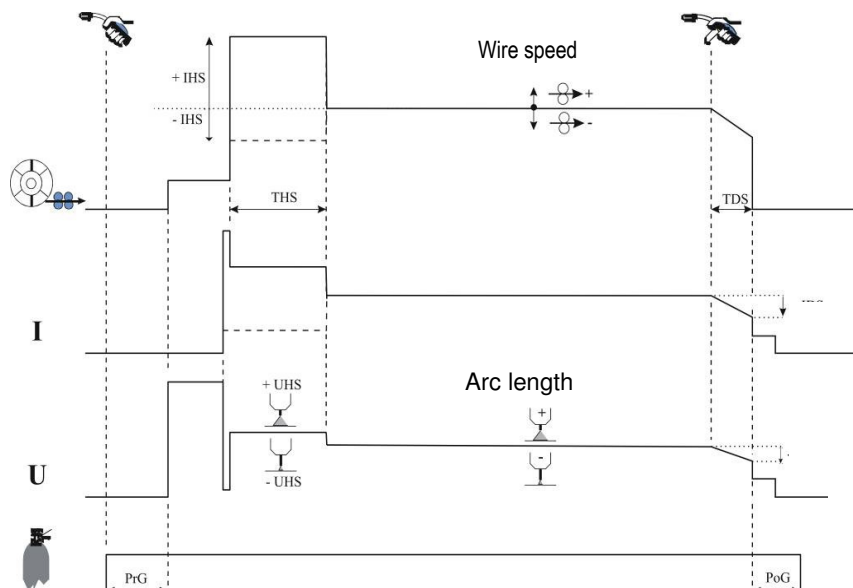 Wire speed
+ IHS
- IHS
+
-
THS
TDS
I
+ UHS
Arc length
+
-
- UHS
U
PrG
PoG